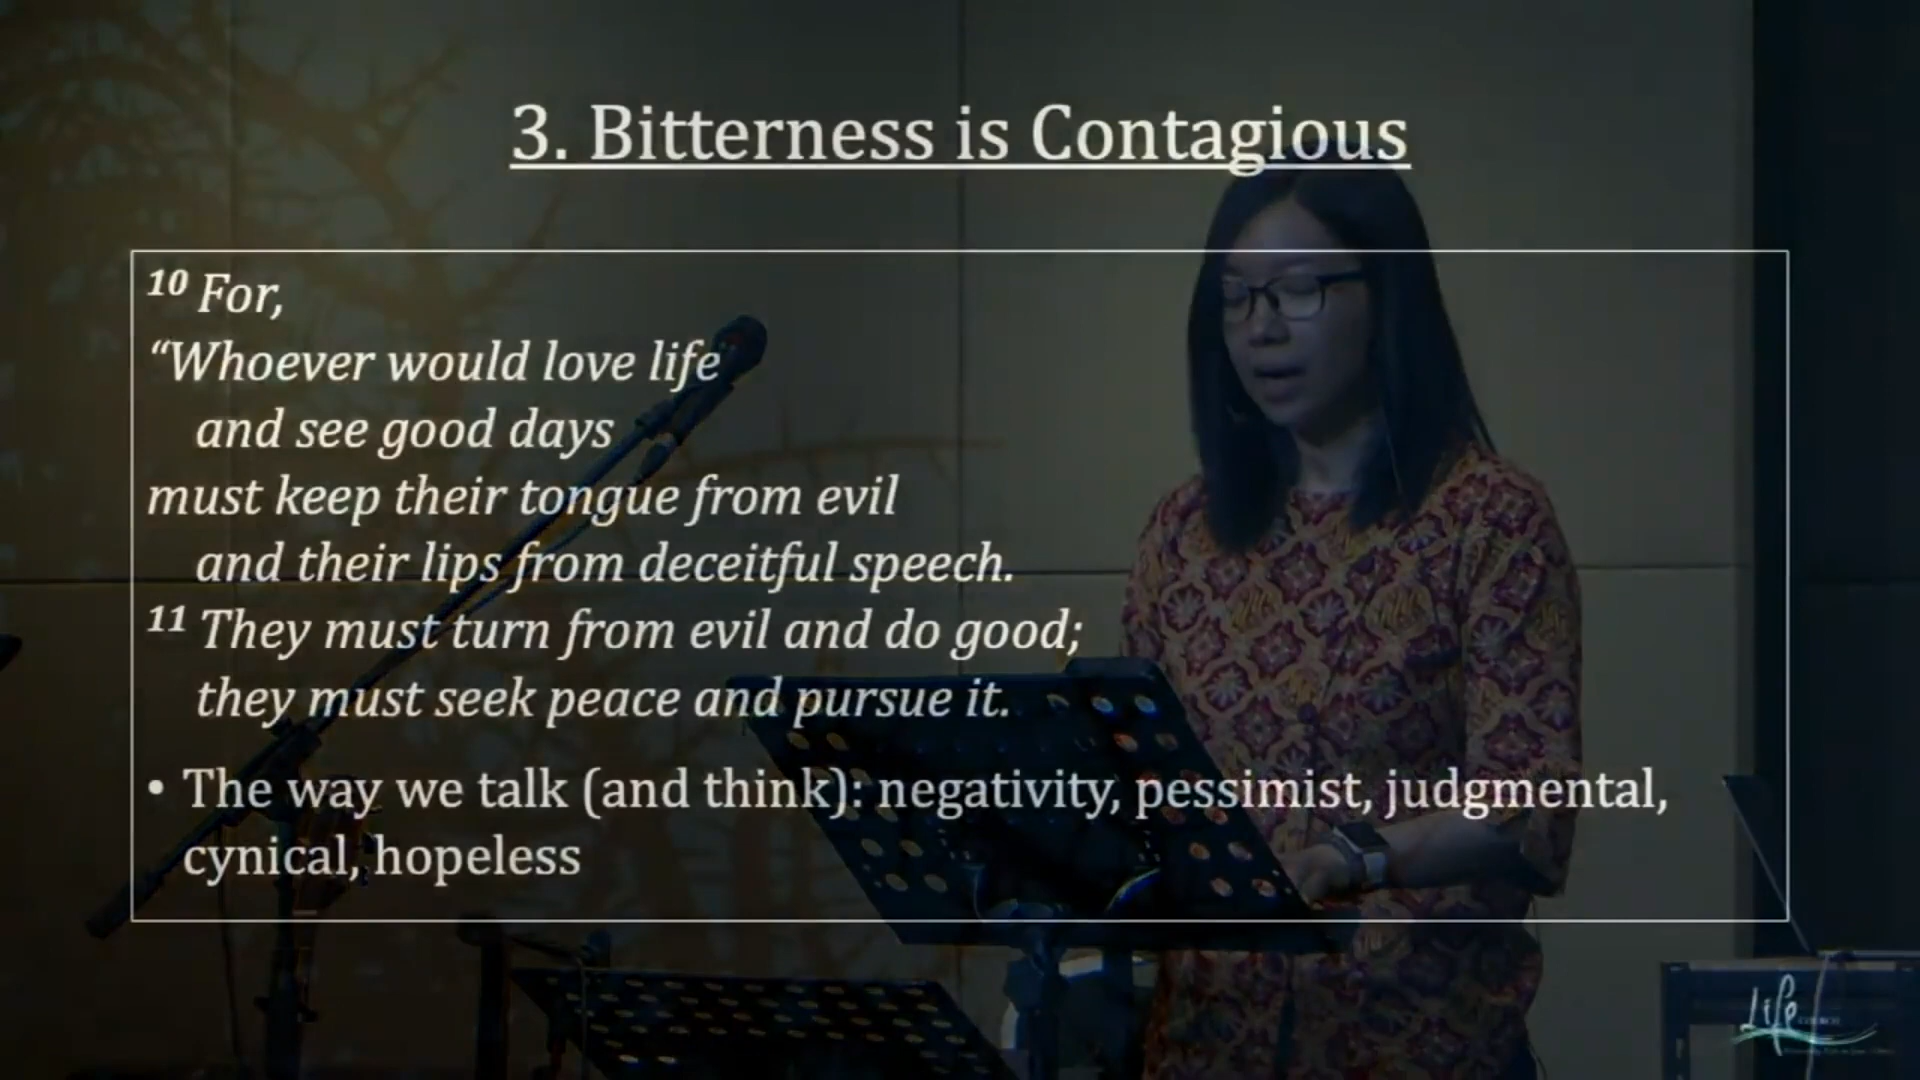 3. Bitterness is Contagious
10 For,
“Whoever would love life
and see good days
must keep their tongue from evil
and their lips from deceitful speech.
11 They must turn from evil and do good;
they must seek peace and pursue it.
• The way we talk (and think): negativity, pessimist, judgmental,
cynical, hopeless
Life
CHURCH